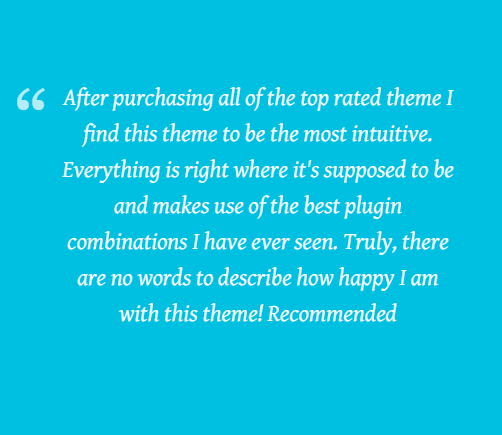 “ After purchasing all of the top rated theme I
find this theme to be the most intuitive.
Everything is right where it's supposed to be
and makes use of the best plugin
combinations I have ever seen. Truly, there
are no words to describe how happy I am
with this theme! Recommended